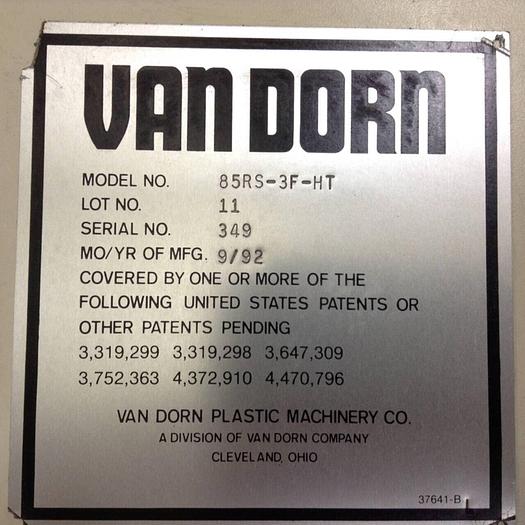 VAN DORN
MODEL NO. 85RS-3F-HT
LOT NO. 11
SERIAL NO. 349
MO/YR OF MFG. 9/92
COVERED BY ONE OR MORE OF THE
FOLLOWING UNITED STATES PATENTS OR
OTHER PATENTS PENDING
3,319,299 3,319,298 3,647,309
3,752,363 4,372,910 4,470,796
VAN DORN PLASTIC MACHINERY CO.
A DIVISION OF VAN DORN COMPANY
CLEVELAND, OHIO
37641-B